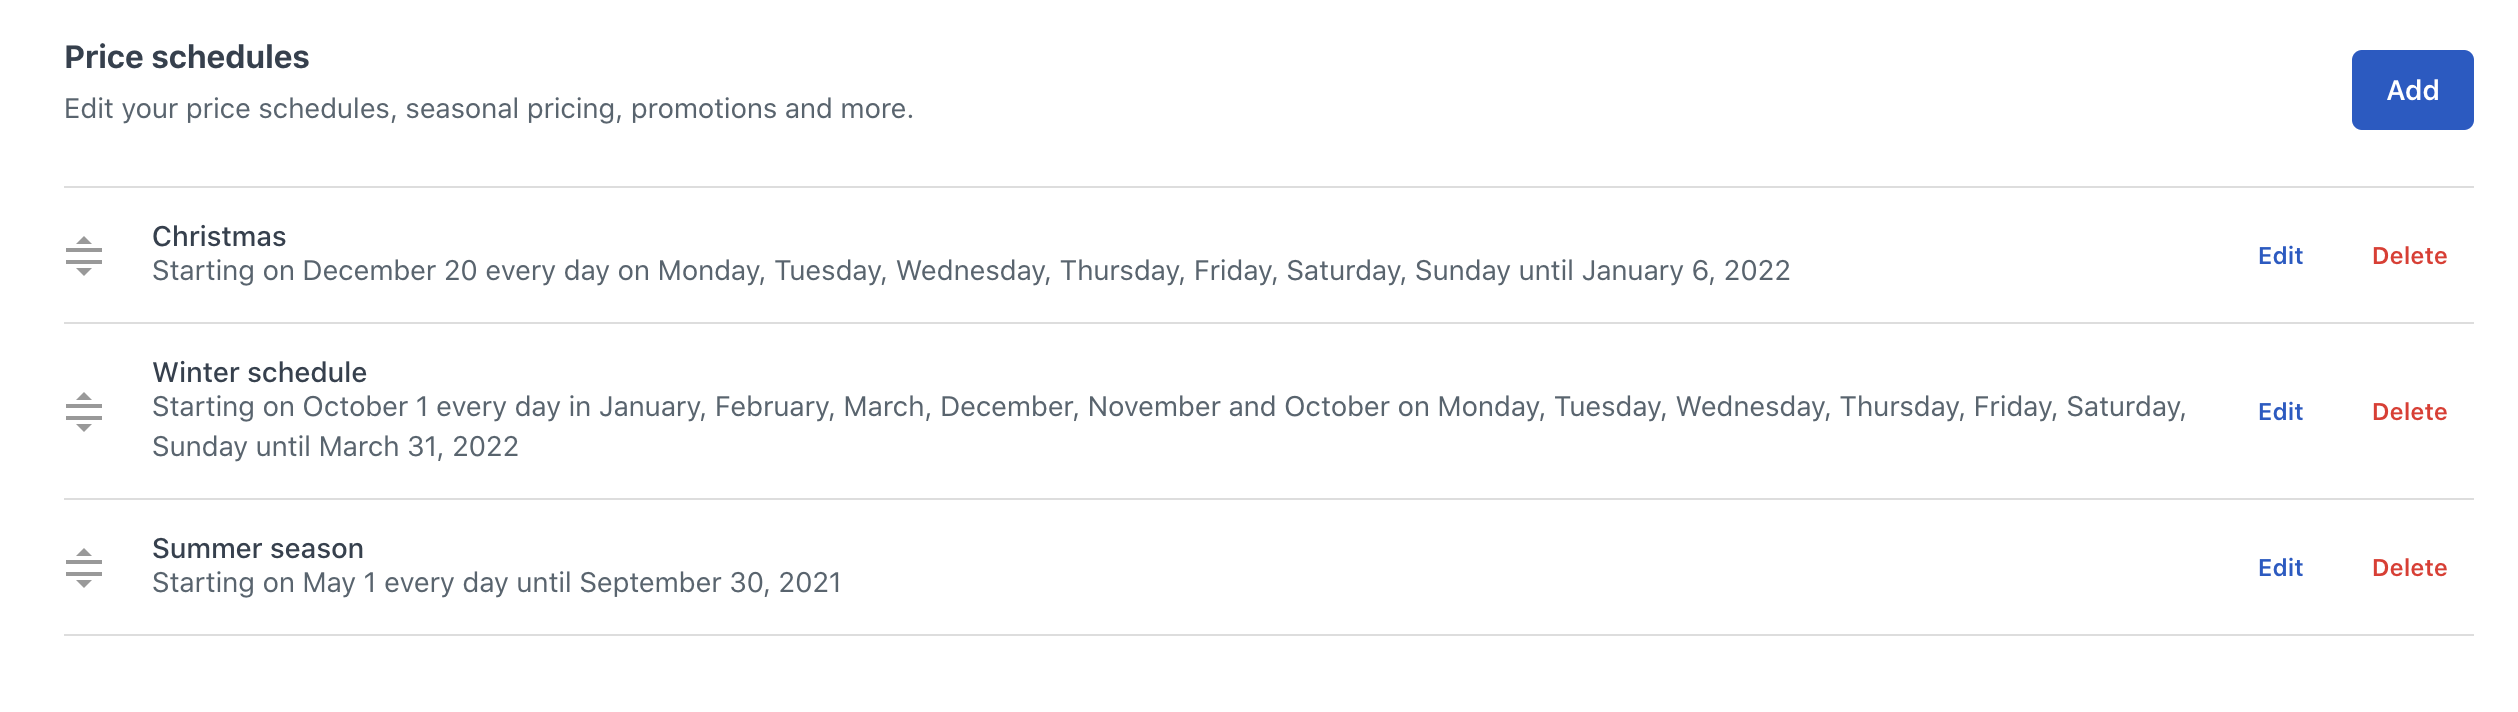 Price schedules
Edit your price schedules, seasonal pricing, promotions and more.
Add
Christmas
Starting on December 20 every day on Monday, Tuesday, Wednesday, Thursday, Friday, Saturday, Sunday until January 6, 2022
Edit
Delete
Winter schedule
Starting on October 1 every day in January, February, March, December, November and October on Monday, Tuesday, Wednesday, Thursday, Friday, Saturday,
Sunday until March 31, 2022
Edit
Delete
Summer season
Starting on May 1 every day until September 30, 2021
Edit
Delete